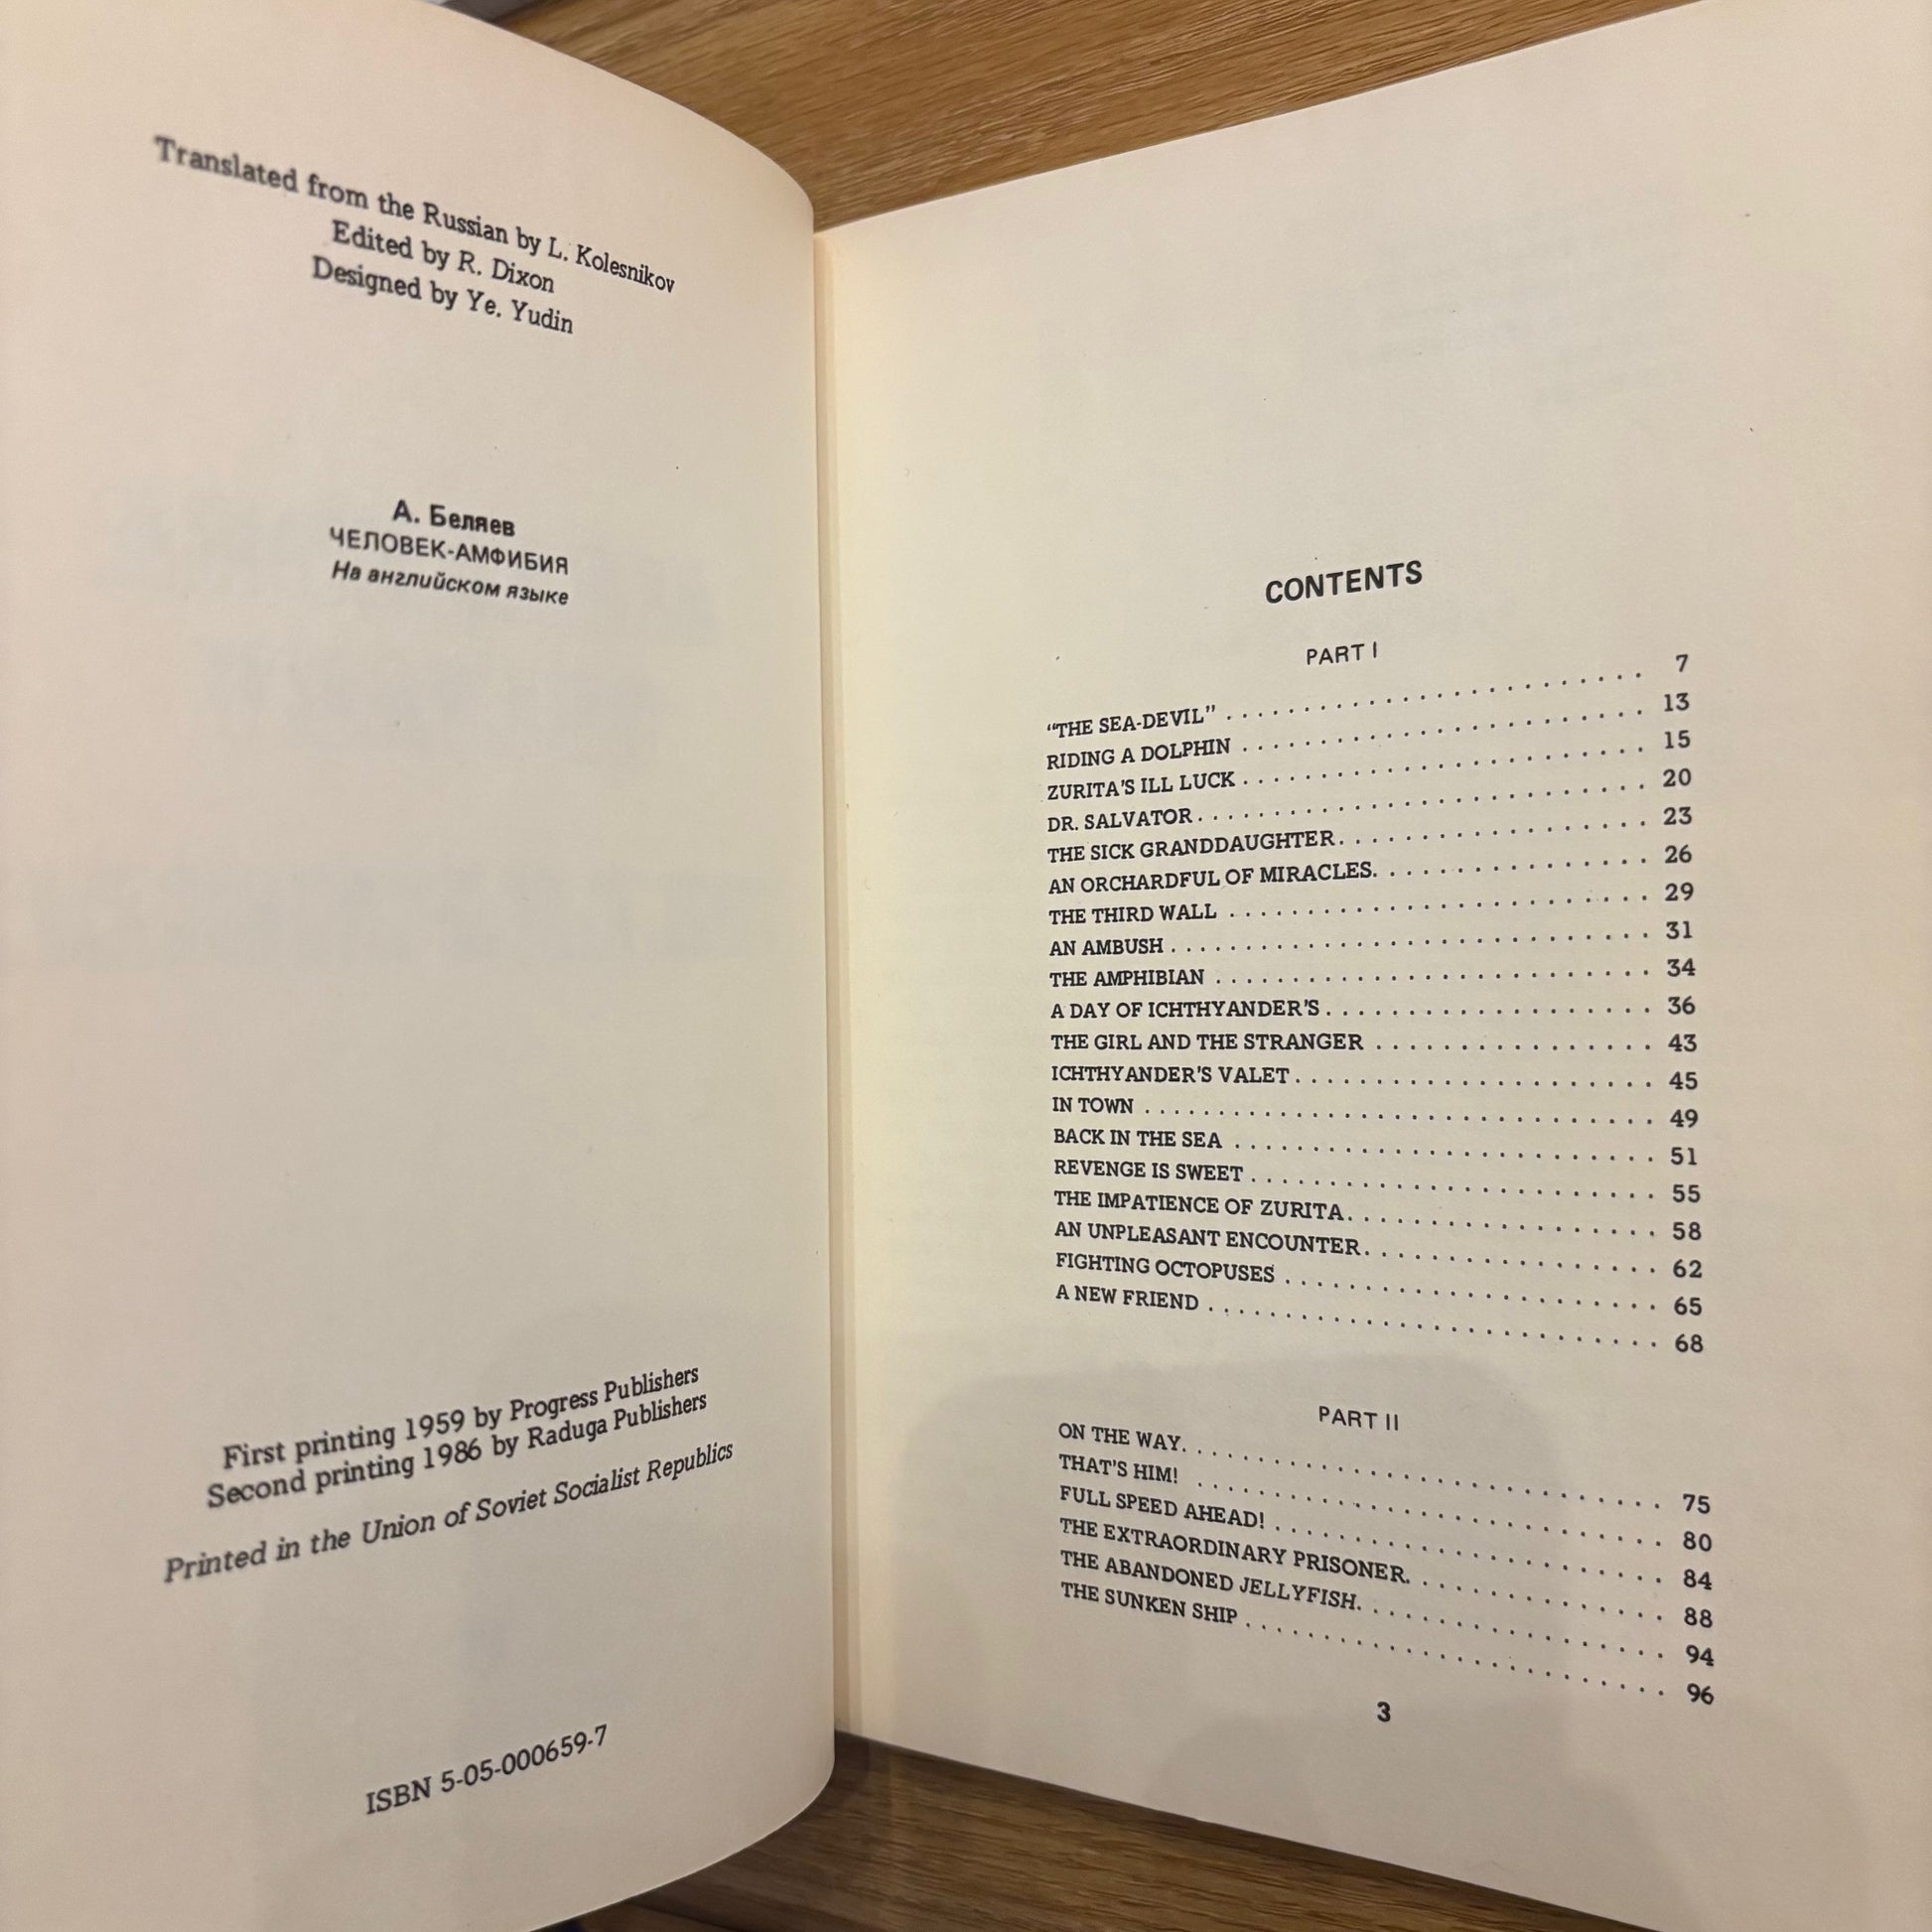 Translated from the Russian by L. Kolesnikov
Edited by R. Dixon
Designed by Ye. Yudin
А. Беляев
ЧЕЛОВЕК-АМФИБИЯ
На английском языке
First printing 1959 by Progress Publishers
Second printing 1986 by Raduga Publishers
Printed in the Union of Soviet Socialist Republics
ISBN 5-05-000659-7
CONTENTS
PART I
“THE SEA-DEVIL” . . . . . . . . . . . . . . . . . . . . . . . . . . . 7
RIDING A DOLPHIN . . . . . . . . . . . . . . . . . . . . . . . . . . 13
ZURITA'S ILL LUCK . . . . . . . . . . . . . . . . . . . . . . . . . . 15
DR. SALVATOR . . . . . . . . . . . . . . . . . . . . . . . . . . . . . 20
THE SICK GRANDDAUGHTER. . . . . . . . . . . . . . . . . . . . 23
AN ORCHARDFUL OF MIRACLES. . . . . . . . . . . . . . . . . . 26
THE THIRD WALL . . . . . . . . . . . . . . . . . . . . . . . . . . . 29
AN AMBUSH . . . . . . . . . . . . . . . . . . . . . . . . . . . . . . . 31
THE AMPHIBIAN . . . . . . . . . . . . . . . . . . . . . . . . . . . . 34
A DAY OF ICHTHYANDER'S . . . . . . . . . . . . . . . . . . . . . 36
THE GIRL AND THE STRANGER . . . . . . . . . . . . . . . . . . 43
ICHTHYANDER'S VALET . . . . . . . . . . . . . . . . . . . . . . . 45
IN TOWN . . . . . . . . . . . . . . . . . . . . . . . . . . . . . . . . . 49
BACK IN THE SEA . . . . . . . . . . . . . . . . . . . . . . . . . . . 51
REVENGE IS SWEET . . . . . . . . . . . . . . . . . . . . . . . . . . 55
THE IMPATIENCE OF ZURITA. . . . . . . . . . . . . . . . . . . . 58
AN UNPLEASANT ENCOUNTER. . . . . . . . . . . . . . . . . . . 62
FIGHTING OCTOPUSES . . . . . . . . . . . . . . . . . . . . . . . . 65
A NEW FRIEND . . . . . . . . . . . . . . . . . . . . . . . . . . . . . 68
PART II
ON THE WAY. . . . . . . . . . . . . . . . . . . . . . . . . . . . . . . 75
THAT'S HIM! . . . . . . . . . . . . . . . . . . . . . . . . . . . . . . 80
FULL SPEED AHEAD! . . . . . . . . . . . . . . . . . . . . . . . . . 84
THE EXTRAORDINARY PRISONER. . . . . . . . . . . . . . . . . 88
THE ABANDONED JELLYFISH. . . . . . . . . . . . . . . . . . . . 94
THE SUNKEN SHIP . . . . . . . . . . . . . . . . . . . . . . . . . . . 96
3